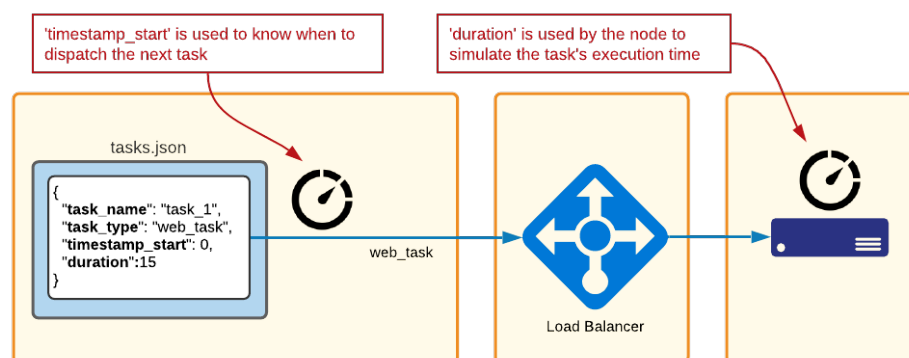 'timestamp_start' is used to know when to
dispatch the next task
'duration' is used by the node to
simulate the task's execution time
tasks.json
{
"task_name": "task_1",
"task_type": "web_task",
"timestamp_start": 0,
"duration":15
}
web_task
Load Balancer